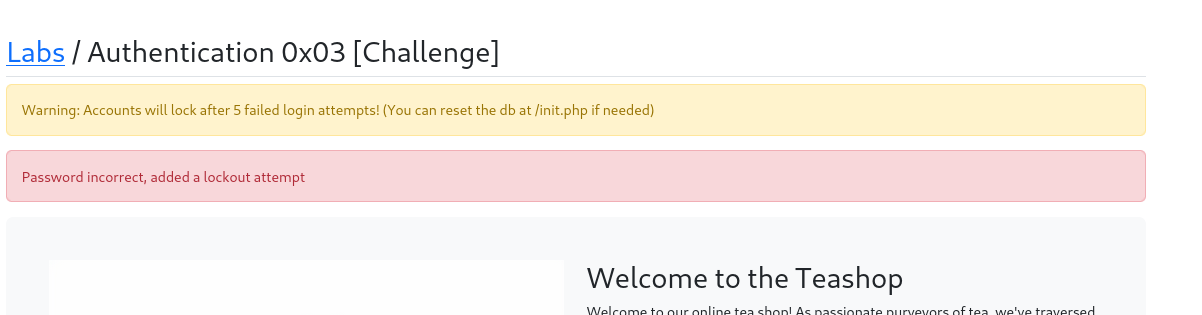 Labs / Authentication 0x03 [Challenge]
Warning: Accounts will lock after 5 failed login attempts! (You can reset the db at /init.php if needed)
Password incorrect, added a lockout attempt
Welcome to the Teashop
Welcome to our online tea shop! As passionate purveyors of tea, we've traversed